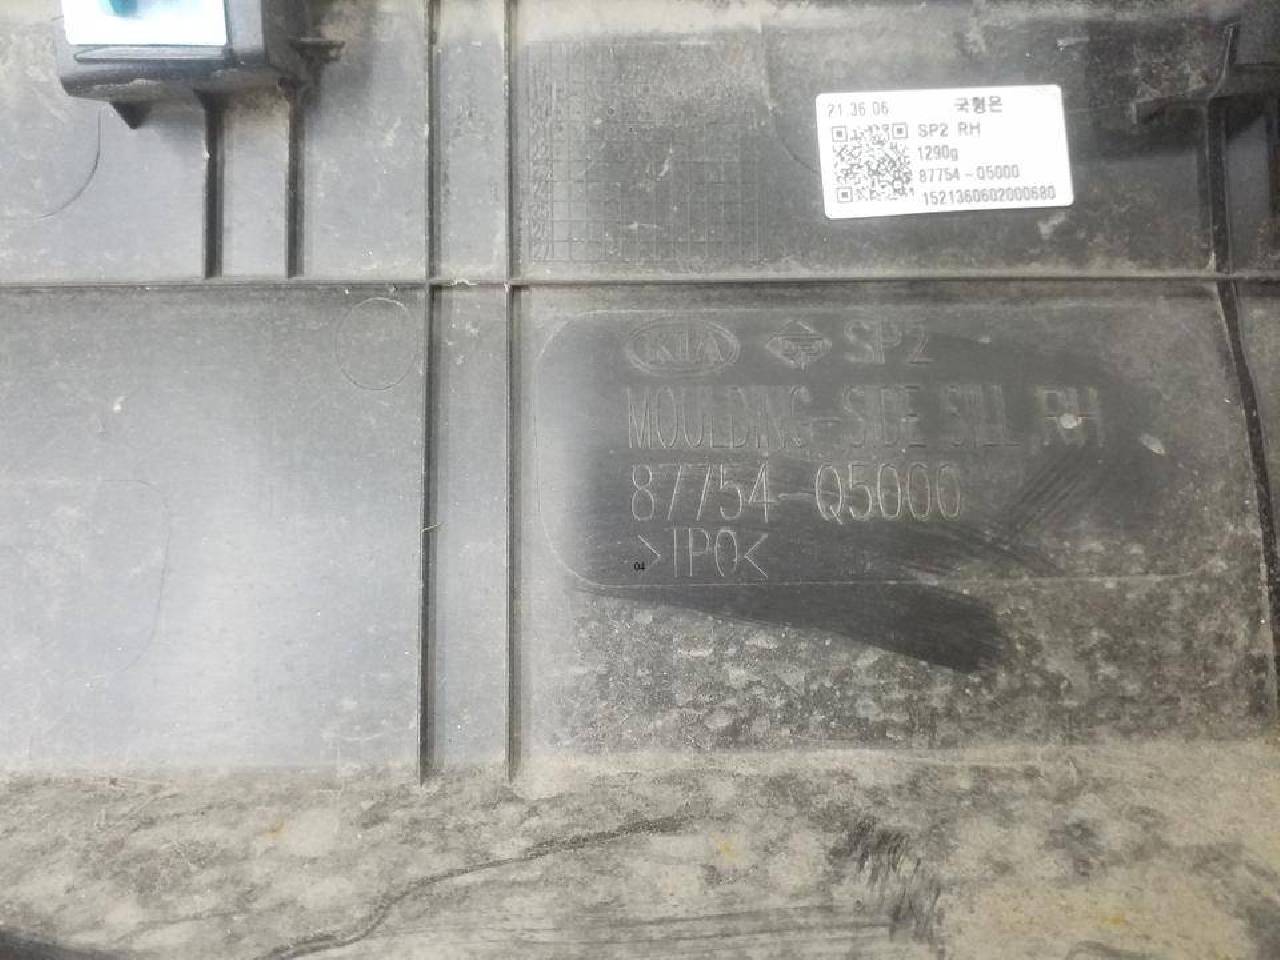 21 36 06 국형은
SP2 RH
1290g
87754-Q5000
1521360602000680
KIA SP2
MOULDING-SIDE SILL, RH
87754-Q5000
>IPO<
04